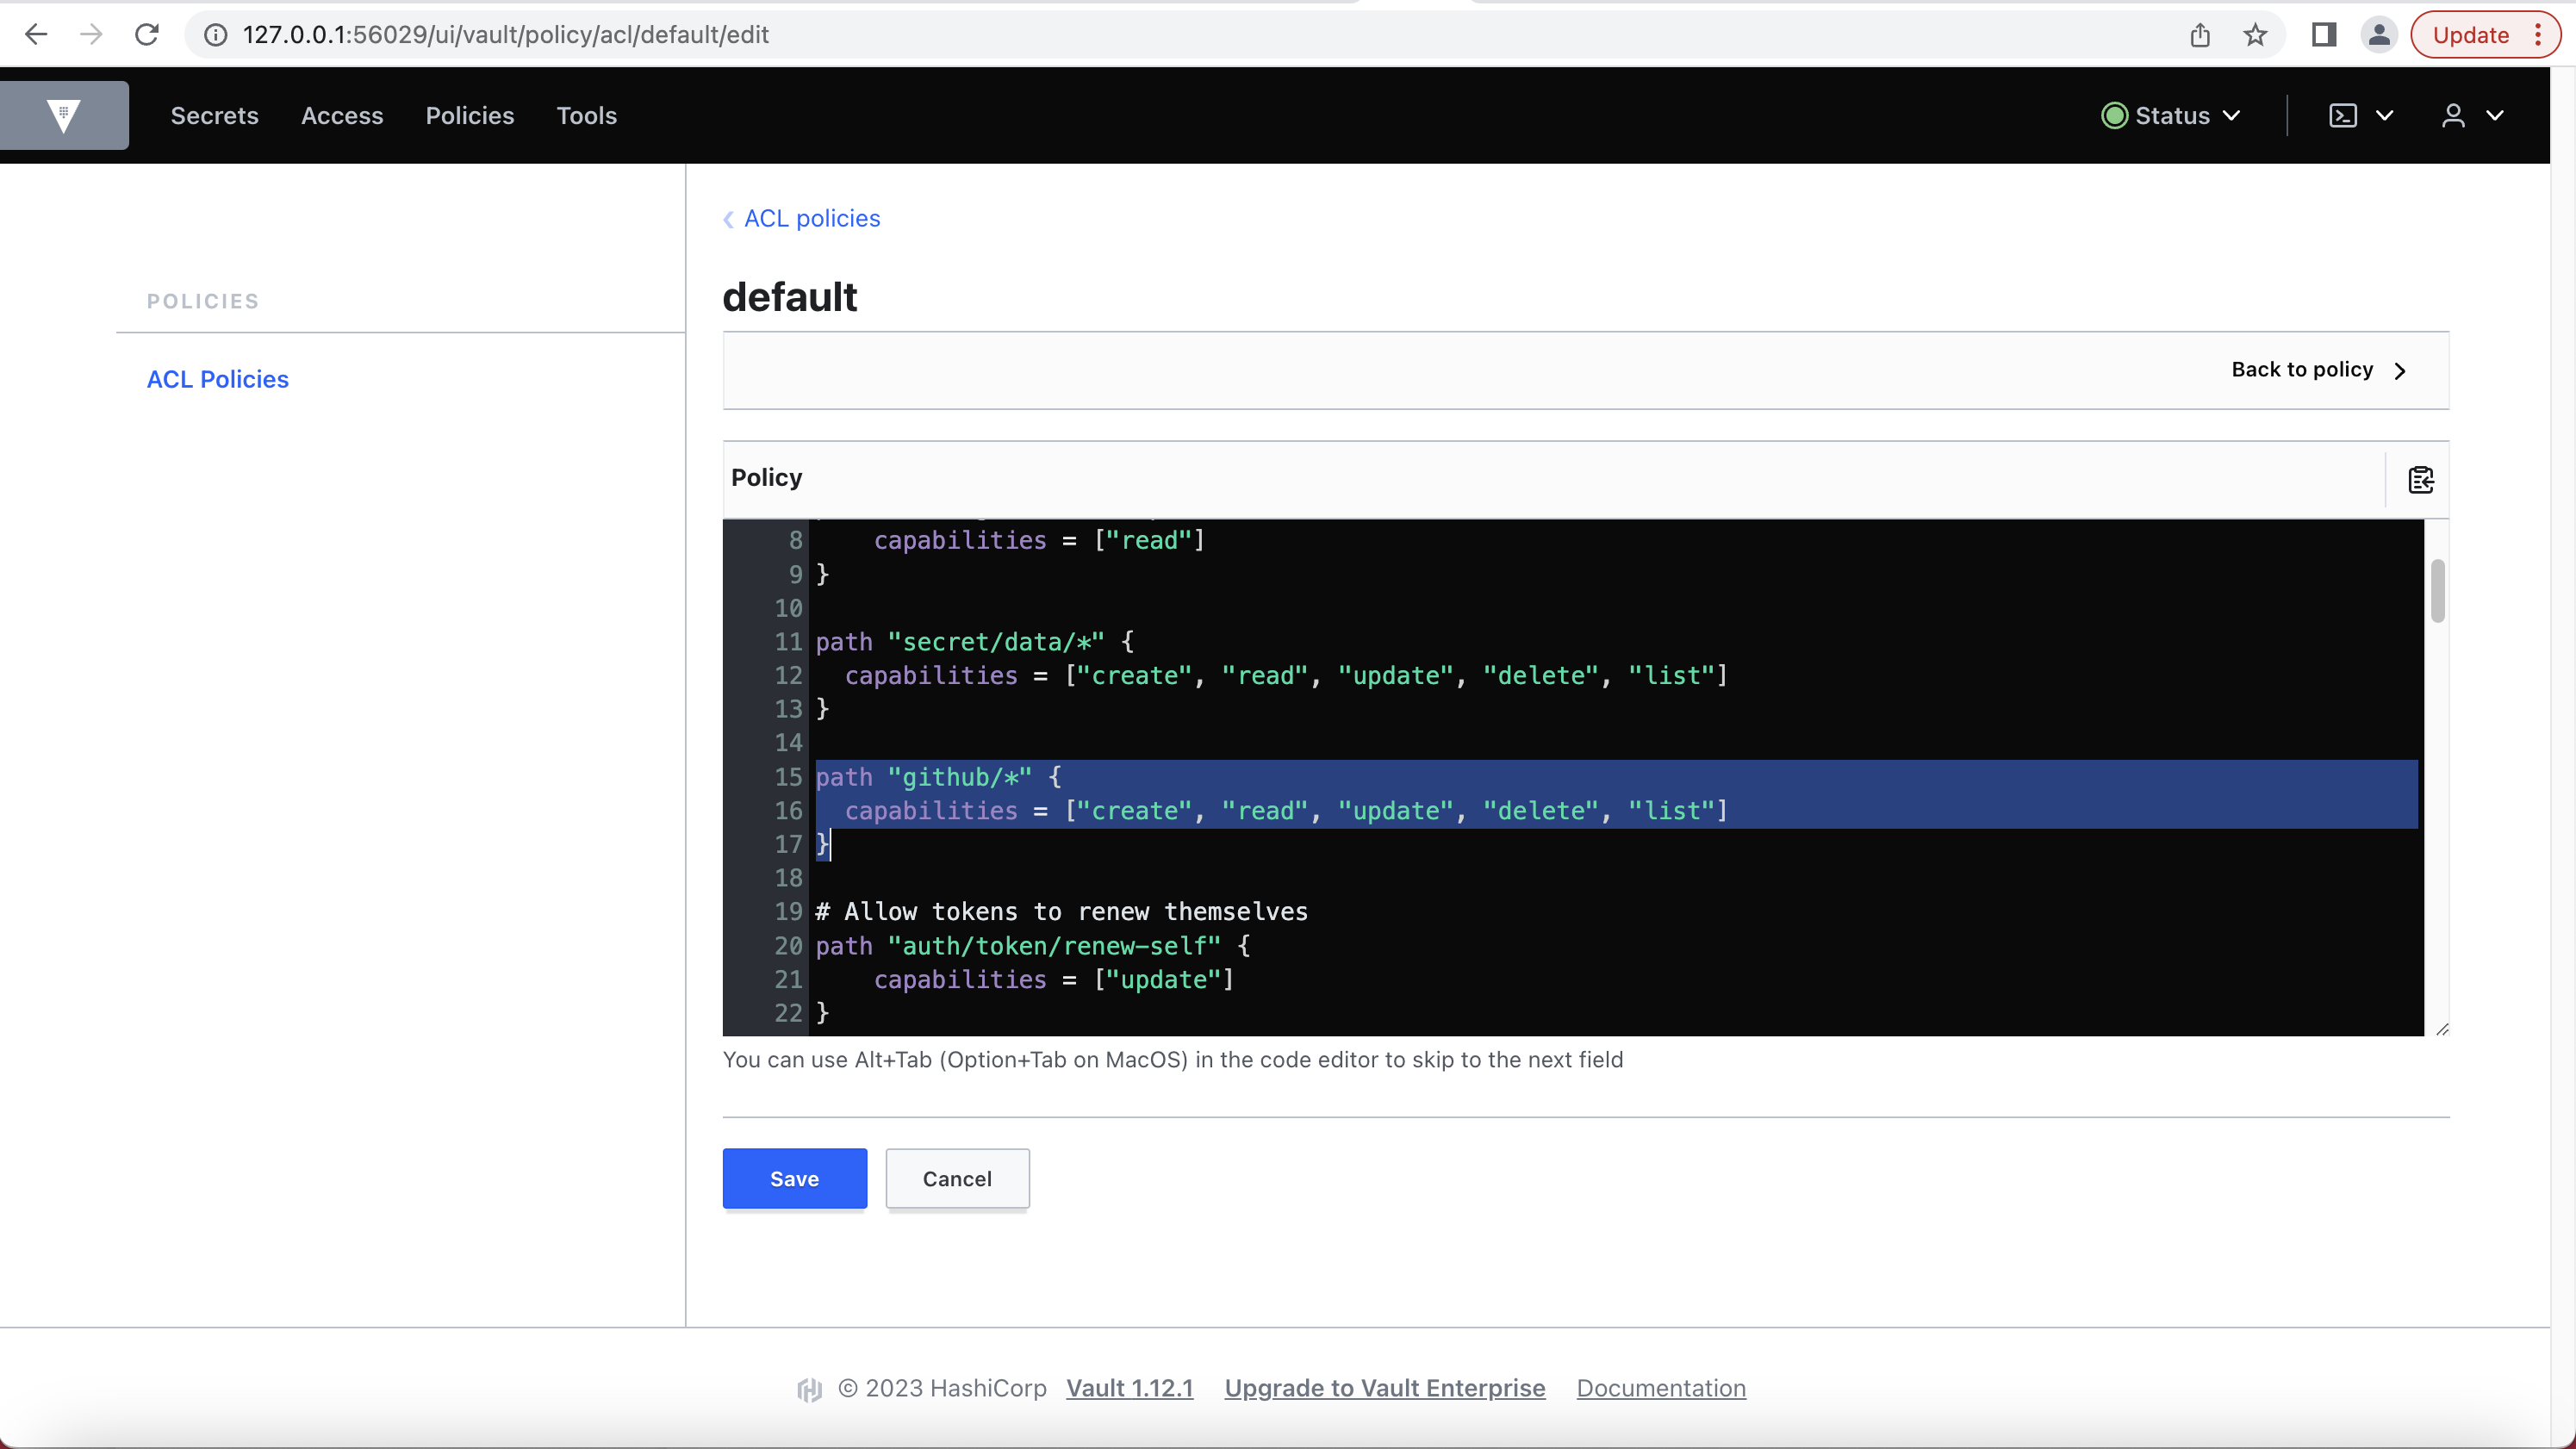 127.0.0.1:56029/ui/vault/policy/acl/default/edit
Update
Secrets Access Policies Tools
Status
ACL policies
POLICIES
default
ACL Policies
Back to policy
Policy
8     capabilities = ["read"]
9 }
10
11 path "secret/data/*" {
12   capabilities = ["create", "read", "update", "delete", "list"]
13 }
14
15 path "github/*" {
16   capabilities = ["create", "read", "update", "delete", "list"]
17 }
18
19 # Allow tokens to renew themselves
20 path "auth/token/renew-self" {
21     capabilities = ["update"]
22 }
You can use Alt+Tab (Option+Tab on MacOS) in the code editor to skip to the next field
Save Cancel
© 2023 HashiCorp Vault 1.12.1 Upgrade to Vault Enterprise Documentation